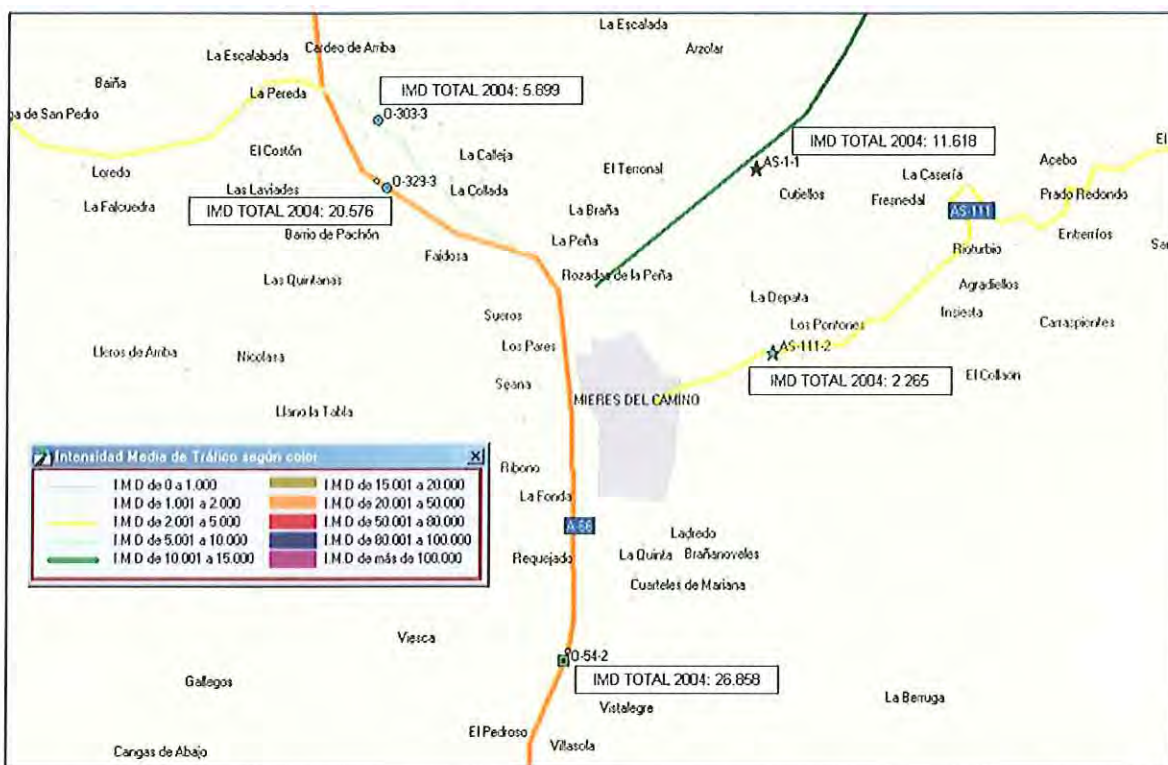 La Escalada
Cardeo de Arriba
Arzolar
La Escalabada
Baiña
IMD TOTAL 2004: 5.899
La Pereda
ga de San Pedro
O-303-3
IMD TOTAL 2004: 11.618
El
El Costón
La Calleja
Acebo
Loredo
El Terronal
AS-1-1
La Casería
O-329-3
Las Laviades
La Collada
Cubiellos
Fresnedal
Prado Redondo
La Falcuedra
IMD TOTAL 2004: 20.576
La Braña
AS-111
Barrio de Pachón
Entrerríos
La Peña
Faidosa
Rioturbio
Las Quintanas
Rozadas de la Peña
Agradiellos
La Depata
Insiesta
Sueros
Los Pontones
Carraspientes
Lleros de Arriba
Nicolasa
Los Pares
AS-111-2
Seana
IMD TOTAL 2004: 2 265
El Collaón
MIERES DEL CAMINO
Llano la Tabla
Intensidad Media de Tráfico según color
I.M.D de 0 a 1.000
I.M.D de 15.001 a 20.000
I.M.D de 1.001 a 2.000
I.M.D de 20.001 a 50.000
I.M.D de 2.001 a 5.000
I.M.D de 50.001 a 80.000
I.M.D de 5.001 a 10.000
I.M.D de 80.001 a 100.000
I.M.D de 10.001 a 15.000
I.M.D de más de 100.000
Ribono
La Fonda
A-66
Ladredo
Requejado
La Quinta
Brañanoveles
Cuarteles de Mariana
Viesca
O-54-2
IMD TOTAL 2004: 26.858
Gallegos
La Berruga
Vistalegre
El Pedroso
Villasola
Cangas de Abajo